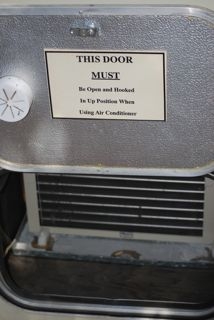 THIS DOOR
MUST
Be Open and Hooked
In Up Position When
Using Air Conditioner